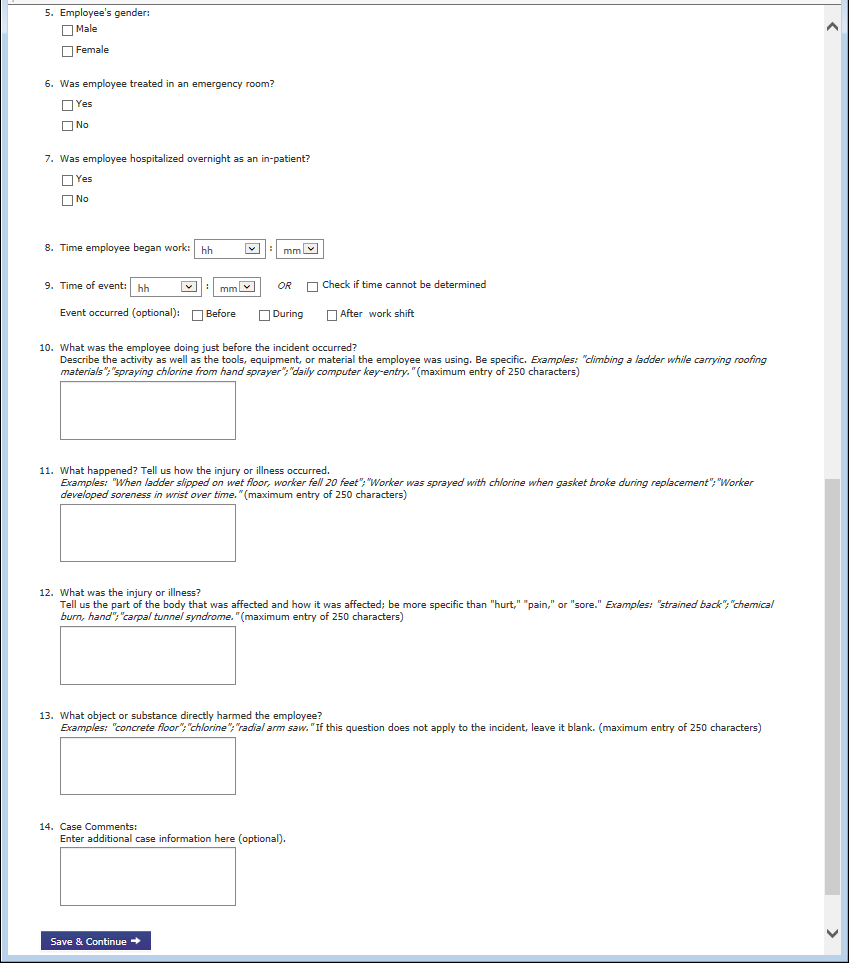 5. Employee's gender:
Male
Female
6. Was employee treated in an emergency room?
Yes
No
7. Was employee hospitalized overnight as an in-patient?
Yes
No
8. Time employee began work: hh : mm
9. Time of event: hh : mm OR Check if time cannot be determined
Event occurred (optional): Before During After work shift
10. What was the employee doing just before the incident occurred?
Describe the activity as well as the tools, equipment, or material the employee was using. Be specific. Examples: "climbing a ladder while carrying roofing
materials";"spraying chlorine from hand sprayer";"daily computer key-entry." (maximum entry of 250 characters)
11. What happened? Tell us how the injury or illness occurred.
Examples: "When ladder slipped on wet floor, worker fell 20 feet";"Worker was sprayed with chlorine when gasket broke during replacement";"Worker
developed soreness in wrist over time." (maximum entry of 250 characters)
12. What was the injury or illness?
Tell us the part of the body that was affected and how it was affected; be more specific than "hurt," "pain," or "sore." Examples: "strained back";"chemical
burn, hand";"carpal tunnel syndrome." (maximum entry of 250 characters)
13. What object or substance directly harmed the employee?
Examples: "concrete floor";"chlorine";"radial arm saw." If this question does not apply to the incident, leave it blank. (maximum entry of 250 characters)
14. Case Comments:
Enter additional case information here (optional).
Save & Continue